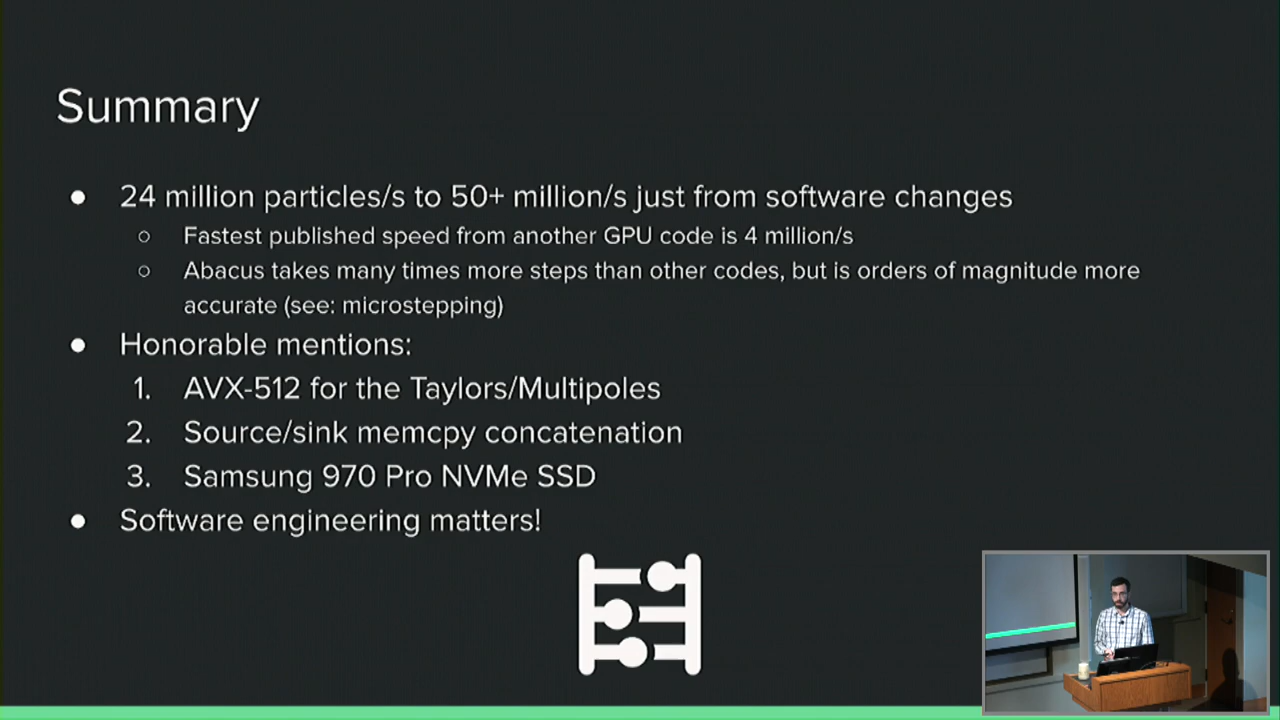 Summary
● 24 million particles/s to 50+ million/s just from software changes
○ Fastest published speed from another GPU code is 4 million/s
○ Abacus takes many times more steps than other codes, but is orders of magnitude more
accurate (see: microstepping)
● Honorable mentions:
1. AVX-512 for the Taylors/Multipoles
2. Source/sink memcpy concatenation
3. Samsung 970 Pro NVMe SSD
● Software engineering matters!